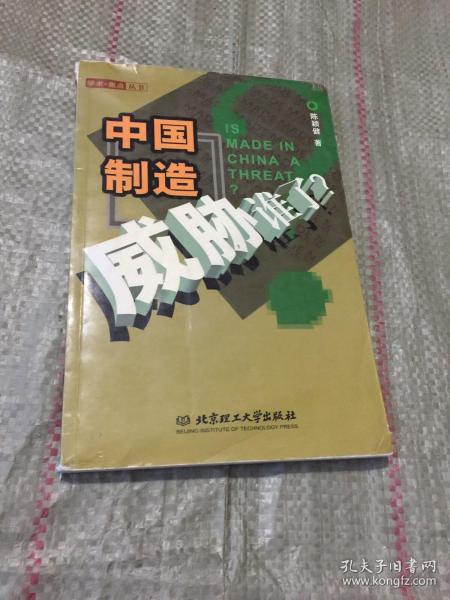 学术·焦点丛书
陈颖健 著
中国
制造
IS
MADE IN
CHINA A
THREAT
?
威胁谁了?
北京理工大学出版社
BEIJING INSTITUTE OF TECHNOLOGY PRESS
孔夫子旧书网
www.kongfz.com